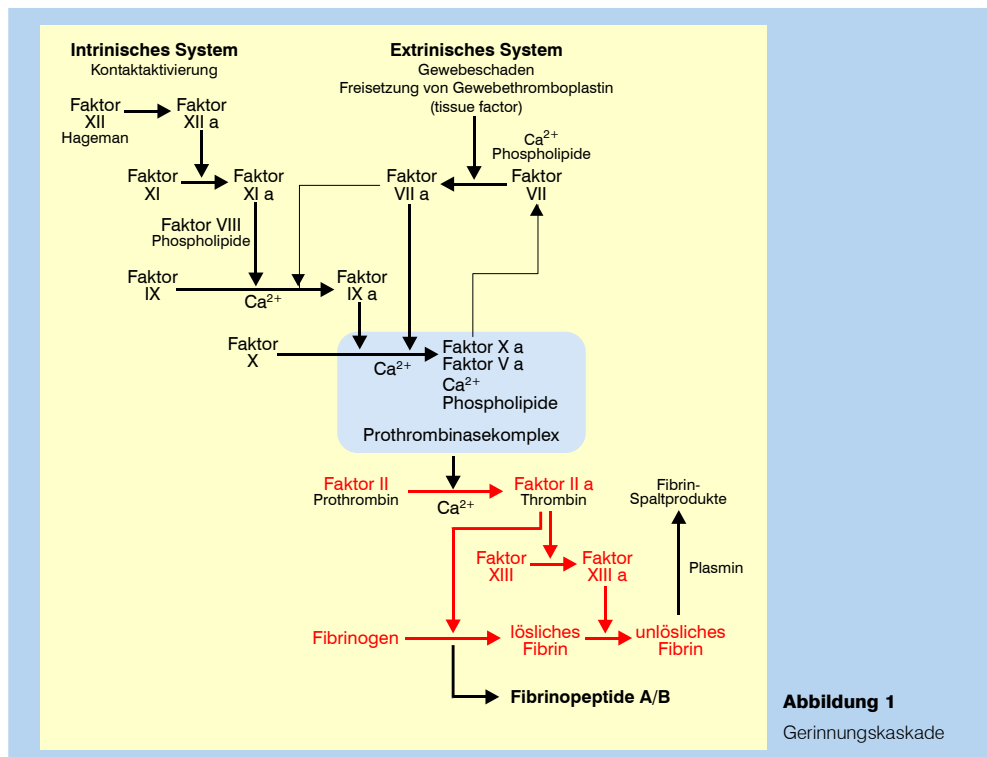 Intrinisches System
Kontaktaktivierung
Extrinisches System
Gewebeschaden
Freisetzung von Gewebethromboplastin
(tissue factor)
Faktor
XII
Hageman
Faktor
XII a
Ca²⁺
Phospholipide
Faktor
XI
Faktor
XI a
Faktor
VII a
Faktor
VII
Faktor VIII
Phospholipide
Faktor
IX
Ca²⁺
Faktor
IX a
Faktor
X
Ca²⁺
Faktor X a
Faktor V a
Ca²⁺
Phospholipide
Prothrombinasekomplex
Faktor II
Prothrombin
Ca²⁺
Faktor II a
Thrombin
Fibrin-
Spaltprodukte
Faktor
XIII
Faktor
XIII a
Plasmin
Fibrinogen
lösliches
Fibrin
unlösliches
Fibrin
Fibrinopeptide A/B
Abbildung 1
Gerinnungskaskade